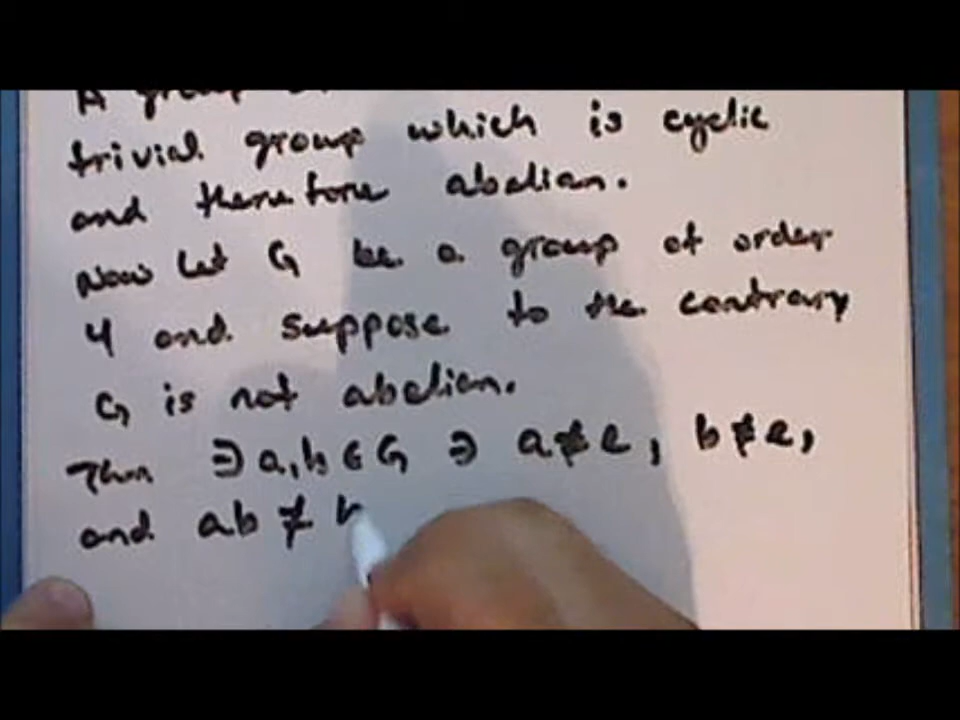 A group
trivial group which is cyclic
and therefore abelian.
Now let G be a group of order
4 and suppose to the contrary
G is not abelian.
Then ∃ a, b ∈ G ∋ a ≠ e, b ≠ e,
and ab ≠ b